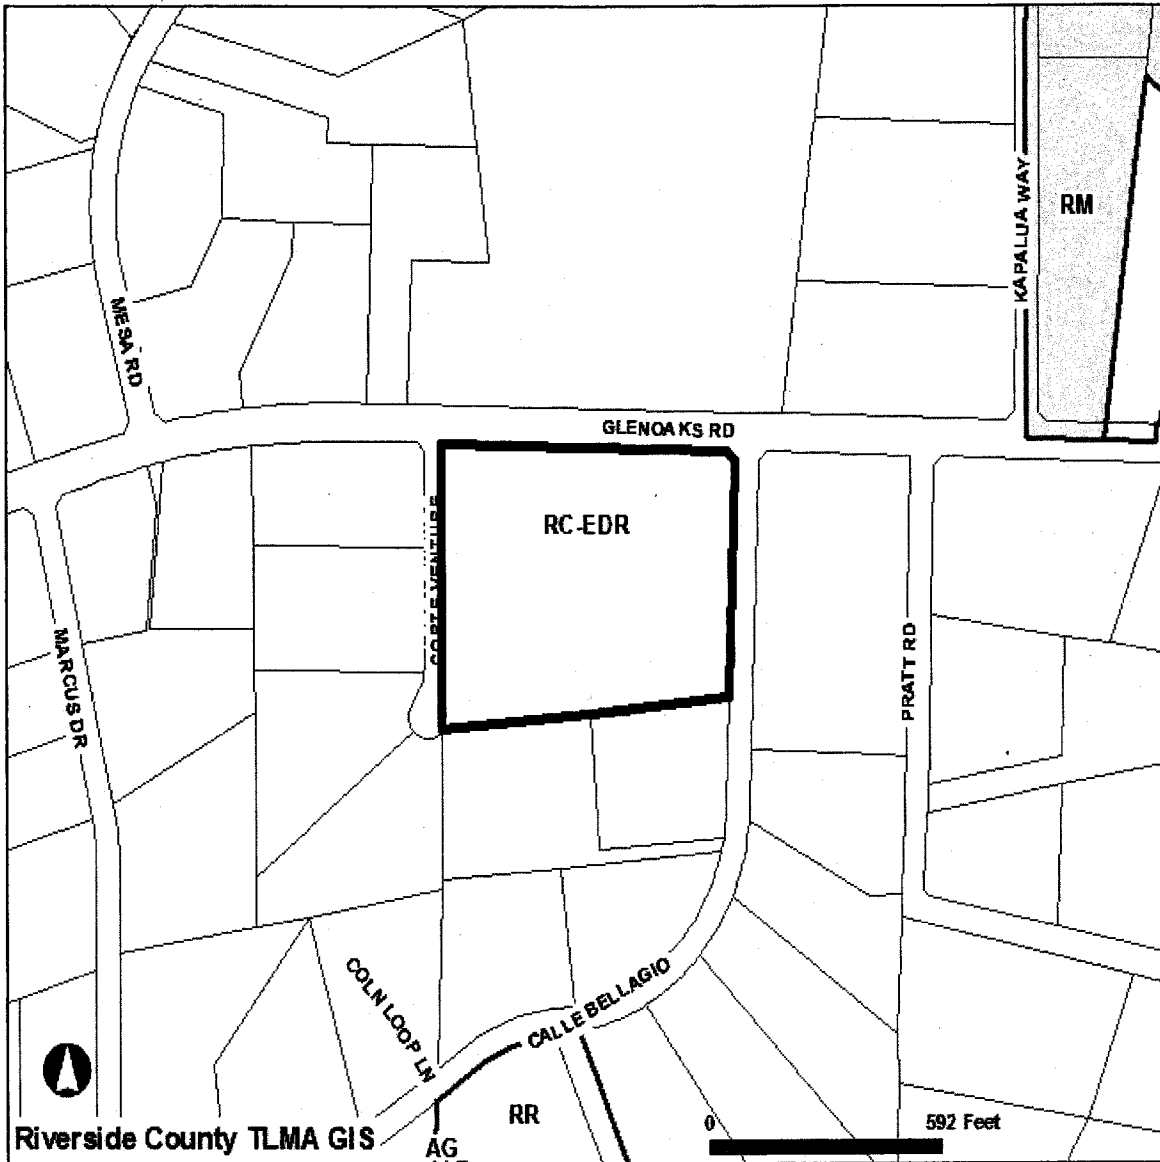 KAPALUA WAY
RM
MESA RD
GLENOAKS RD
RC-EDR
MARCUS DR
PRATT RD
COLN LOOP LN
CALLE BELLAGIO
RR
AG
0
592 Feet
Riverside County TLMA GIS